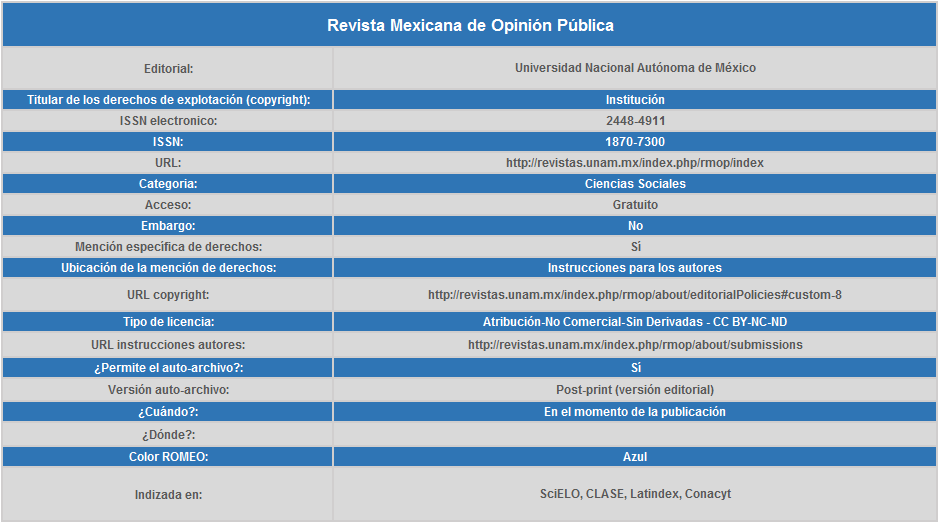 Revista Mexicana de Opinión Pública
Editorial: Universidad Nacional Autónoma de México
Titular de los derechos de explotación (copyright): Institución
ISSN electronico: 2448-4911
ISSN: 1870-7300
URL: http://revistas.unam.mx/index.php/rmop/index
Categoria: Ciencias Sociales
Acceso: Gratuito
Embargo: No
Mención específica de derechos: Sí
Ubicación de la mención de derechos: Instrucciones para los autores
URL copyright: http://revistas.unam.mx/index.php/rmop/about/editorialPolicies#custom-8
Tipo de licencia: Atribución-No Comercial-Sin Derivadas - CC BY-NC-ND
URL instrucciones autores: http://revistas.unam.mx/index.php/rmop/about/submissions
¿Permite el auto-archivo?: Sí
Versión auto-archivo: Post-print (versión editorial)
¿Cuándo?: En el momento de la publicación
¿Dónde?:
Color ROMEO: Azul
Indizada en: SciELO, CLASE, Latindex, Conacyt